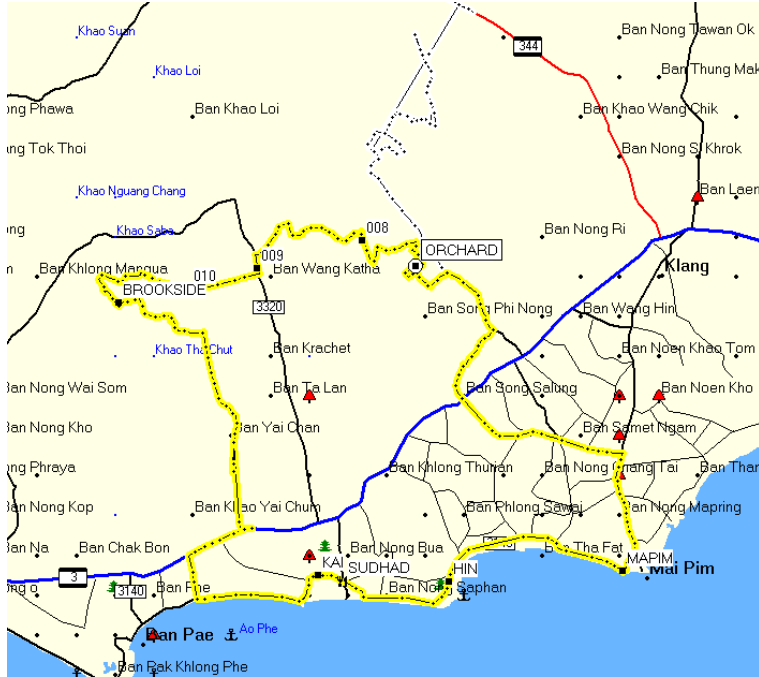 Khao Suan
344
Ban Nong Tawan Ok
Khao Loi
Ban Thung Mak
ong Phawa
Ban Khao Loi
Ban Khao Wang Chik
ng Tok Thoi
Ban Nong S Khrok
Khao Nguang Chang
Ban Laem
ong
Khao Saba
008
Ban Nong Ri
ORCHARD
009
Klang
Ban Khlong Mangua
010
Ban Wang Katha
BROOKSIDE
3320
Ban Song Phi Nong
Ban Wang Hin
Khao Tha Chut
Ban Krachet
Ban Noen Khao Tom
Ban Nong Wai Som
Ban Ta Lan
Ban Song Salung
Ban Noen Kho
Ban Nong Kho
Ban Yai Chan
Ban Samet Ngam
ong Phraya
Ban Khlong Thurian
Ban Nong Chang Tai
Ban Than
Ban Nong Kop
Ban Khao Yai Chum
Ban Phlong Sawai
Ban Nong Mapring
Ban Na
Ban Chak Bon
Ban Nong Bua
Ban Tha Fat
MAPIM
KAI
SUDHAD
HIN
Mai Pim
3
ong o
3140
Ban Phe
Ban Nong Saphan
Ban Pae
Ao Phe
Ban Pak Khlong Phe